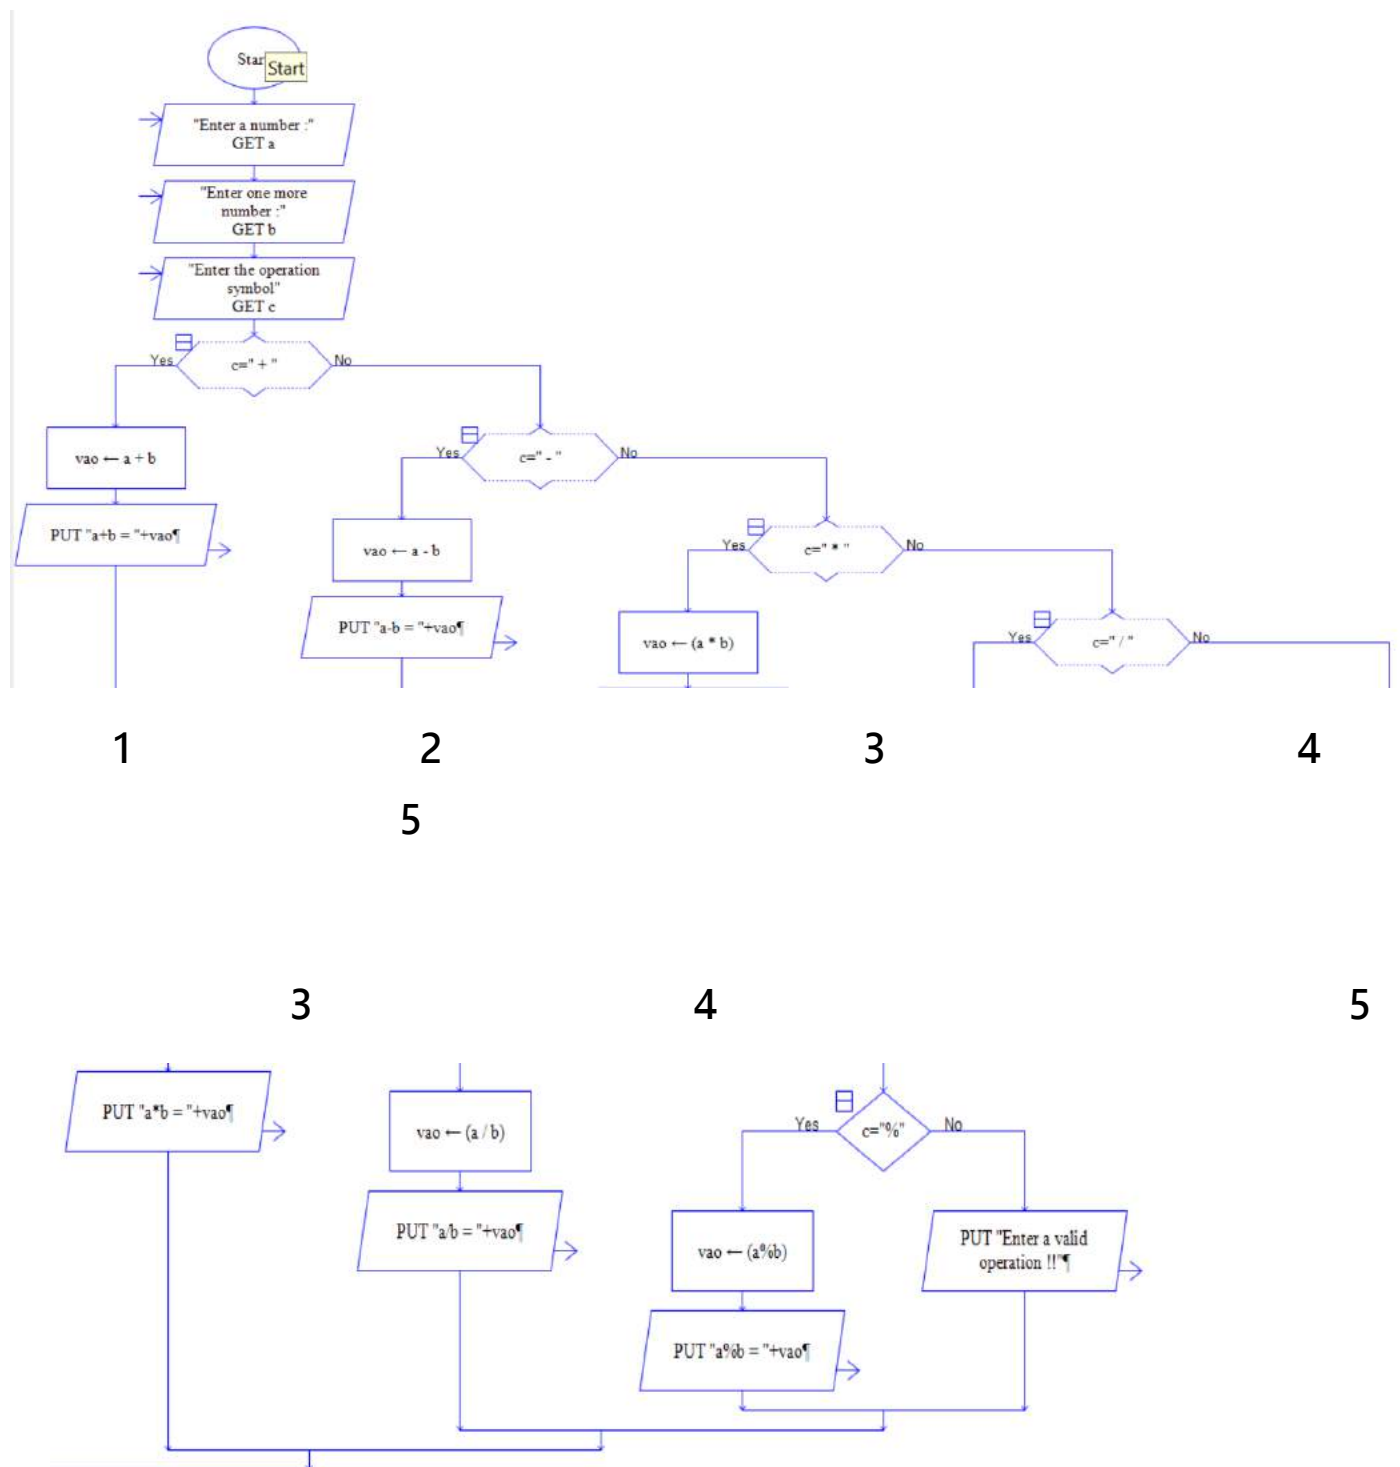 Star
Start
"Enter a number :"
GET a
"Enter one more
number :"
GET b
"Enter the operation
symbol"
GET c
Yes
c=" + "
No
vao ← a + b
PUT "a+b = "+vao¶
Yes
c=" - "
No
vao ← a - b
PUT "a-b = "+vao¶
Yes
c=" * "
No
vao ← (a * b)
Yes
c=" / "
No
1
2
3
4
5
3
4
5
PUT "a*b = "+vao¶
vao ← (a / b)
PUT "a/b = "+vao¶
Yes
c="%"
No
vao ← (a%b)
PUT "a%b = "+vao¶
PUT "Enter a valid
operation !!"¶